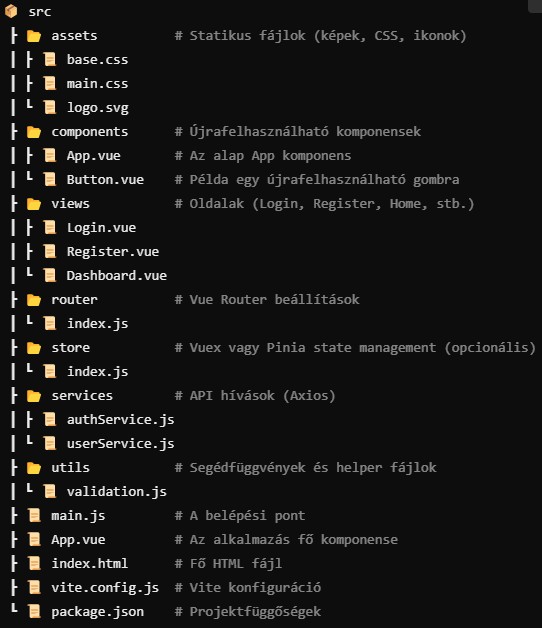 src
assets # Statikus fájlok (képek, CSS, ikonok)
base.css
main.css
logo.svg
components # Újrafelhasználható komponensek
App.vue # Az alap App komponens
Button.vue # Példa egy újrafelhasználható gombra
views # Oldalak (Login, Register, Home, stb.)
Login.vue
Register.vue
Dashboard.vue
router # Vue Router beállítások
index.js
store # Vuex vagy Pinia state management (opcionális)
index.js
services # API hívások (Axios)
authService.js
userService.js
utils # Segédfüggvények és helper fájlok
validation.js
main.js # A belépési pont
App.vue # Az alkalmazás fő komponense
index.html # Fő HTML fájl
vite.config.js # Vite konfiguráció
package.json # Projektfüggőségek